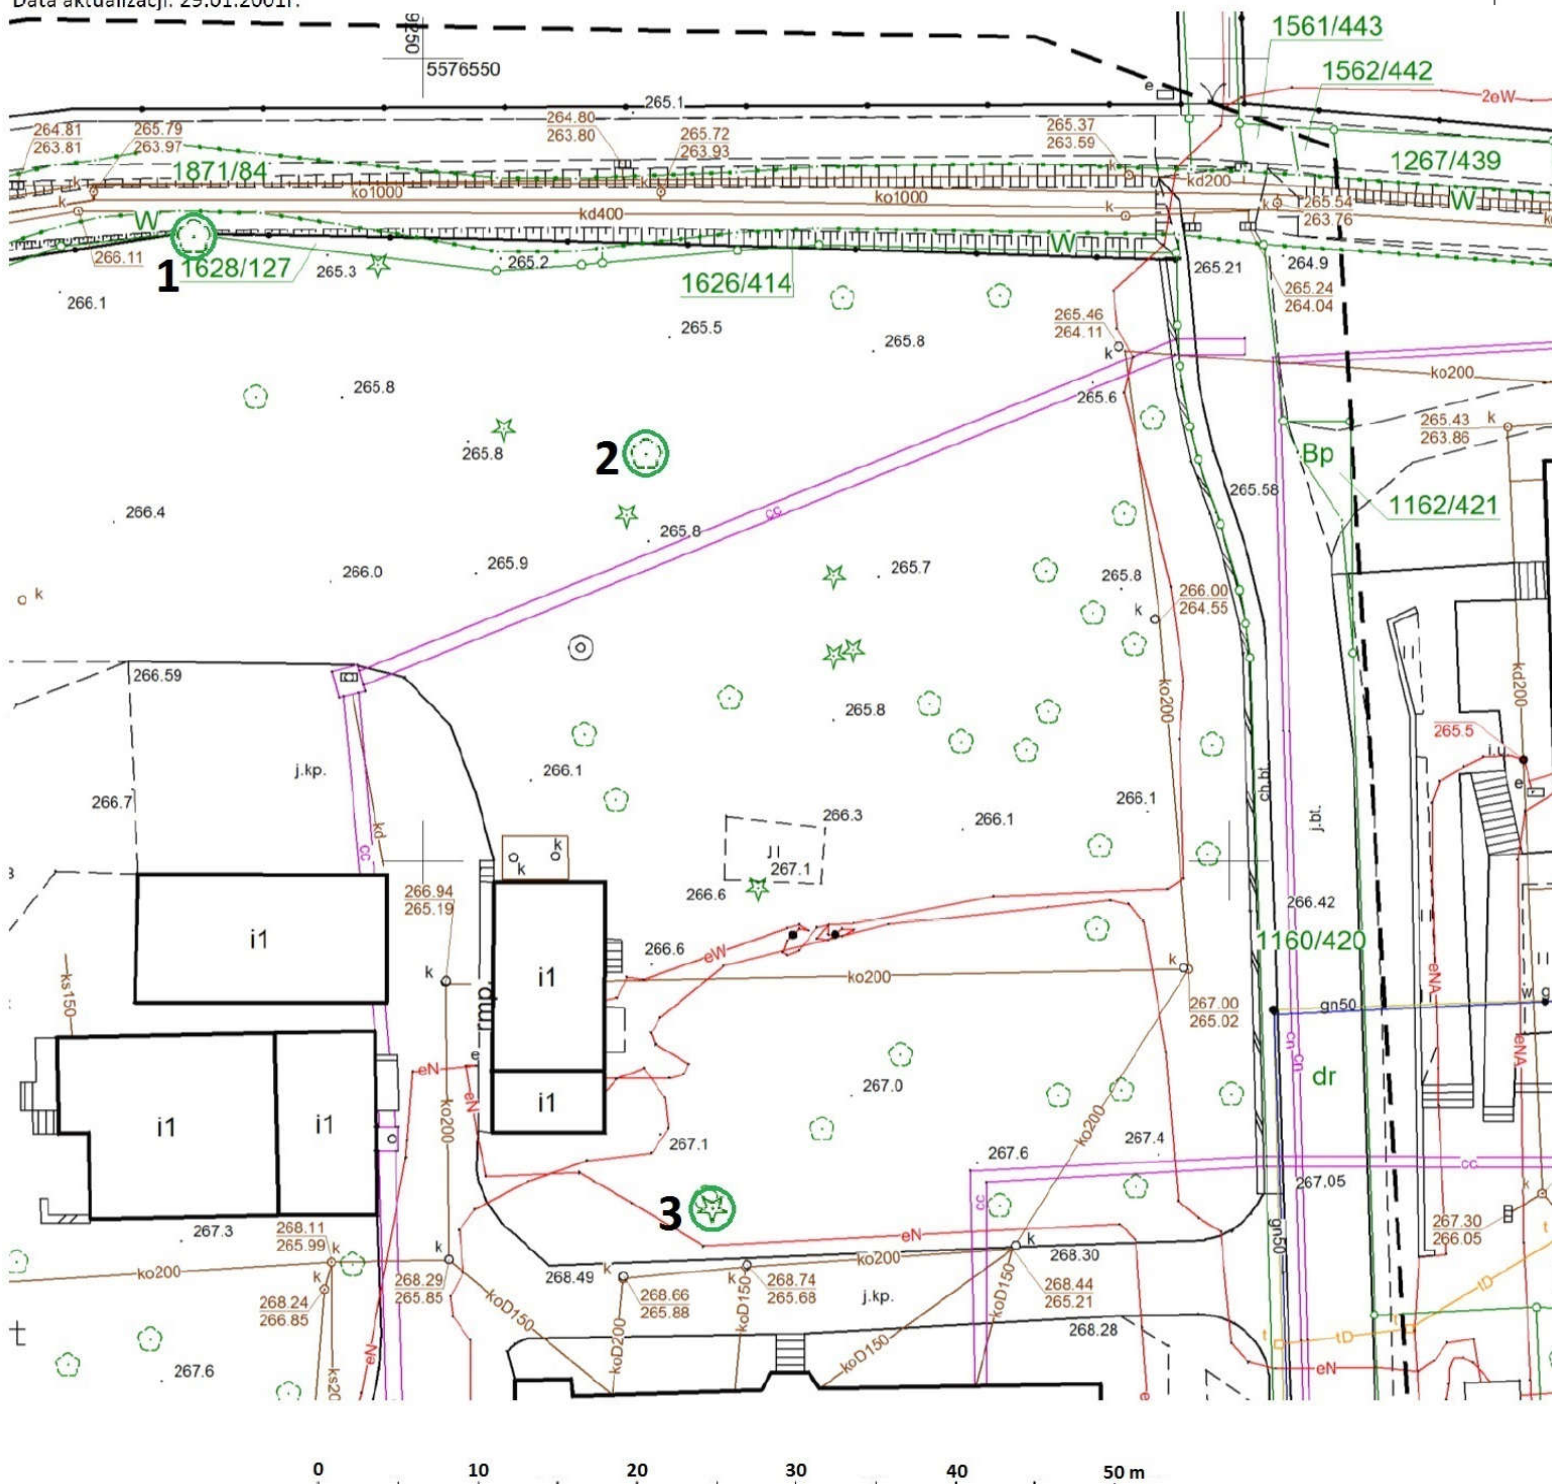 Data aktualizacji: 29.01.2001r.
9250
5576550
1561/443
1562/442
e
2eW
265.1
264.81
263.81
265.79
263.97
264.80
263.80
265.72
263.93
265.37
263.59
1267/439
1871/84
k
k
kd200
k
ko1000
ko1000
k
265.54
263.76
W
k
W
kd400
k
W
266.11
1
1628/127
265.3
265.2
1626/414
265.21
264.9
265.24
264.04
266.1
265.5
265.8
265.46
264.11
k
ko200
265.8
265.6
265.43
263.86
k
265.8
2
Bp
265.58
1162/421
266.4
cc
265.8
265.9
266.0
265.7
265.8
k
k
266.00
264.55
266.59
ko200
kd200
265.8
265.5
i.u
j.kp.
266.1
e
266.7
266.1
266.3
266.1
ch.bt.
j.bt.
kd
cc
k
k
267.1
266.94
265.19
266.6
266.42
i1
i1
266.6
eW
1160/420
k
ko200
k
ks150
rmp.
267.00
265.02
eNA
w
g
gn50
cn
cn
eNA
e
eN
eN
267.0
dr
i1
i1
i1
ko200
ko200
267.1
267.4
267.6
cc
cc
267.05
3
267.3
268.11
265.99
k
eN
k
267.30
266.05
t
gn50
ko200
k
268.29
265.85
268.49
k
k
268.74
265.68
ko200
268.30
268.24
266.85
268.66
265.88
268.44
265.21
j.kp.
koD150
koD200
koD150
koD150
koD150
tD
t
tD
t
268.28
267.6
eN
ks20
eN
e
0 10 20 30 40 50 m